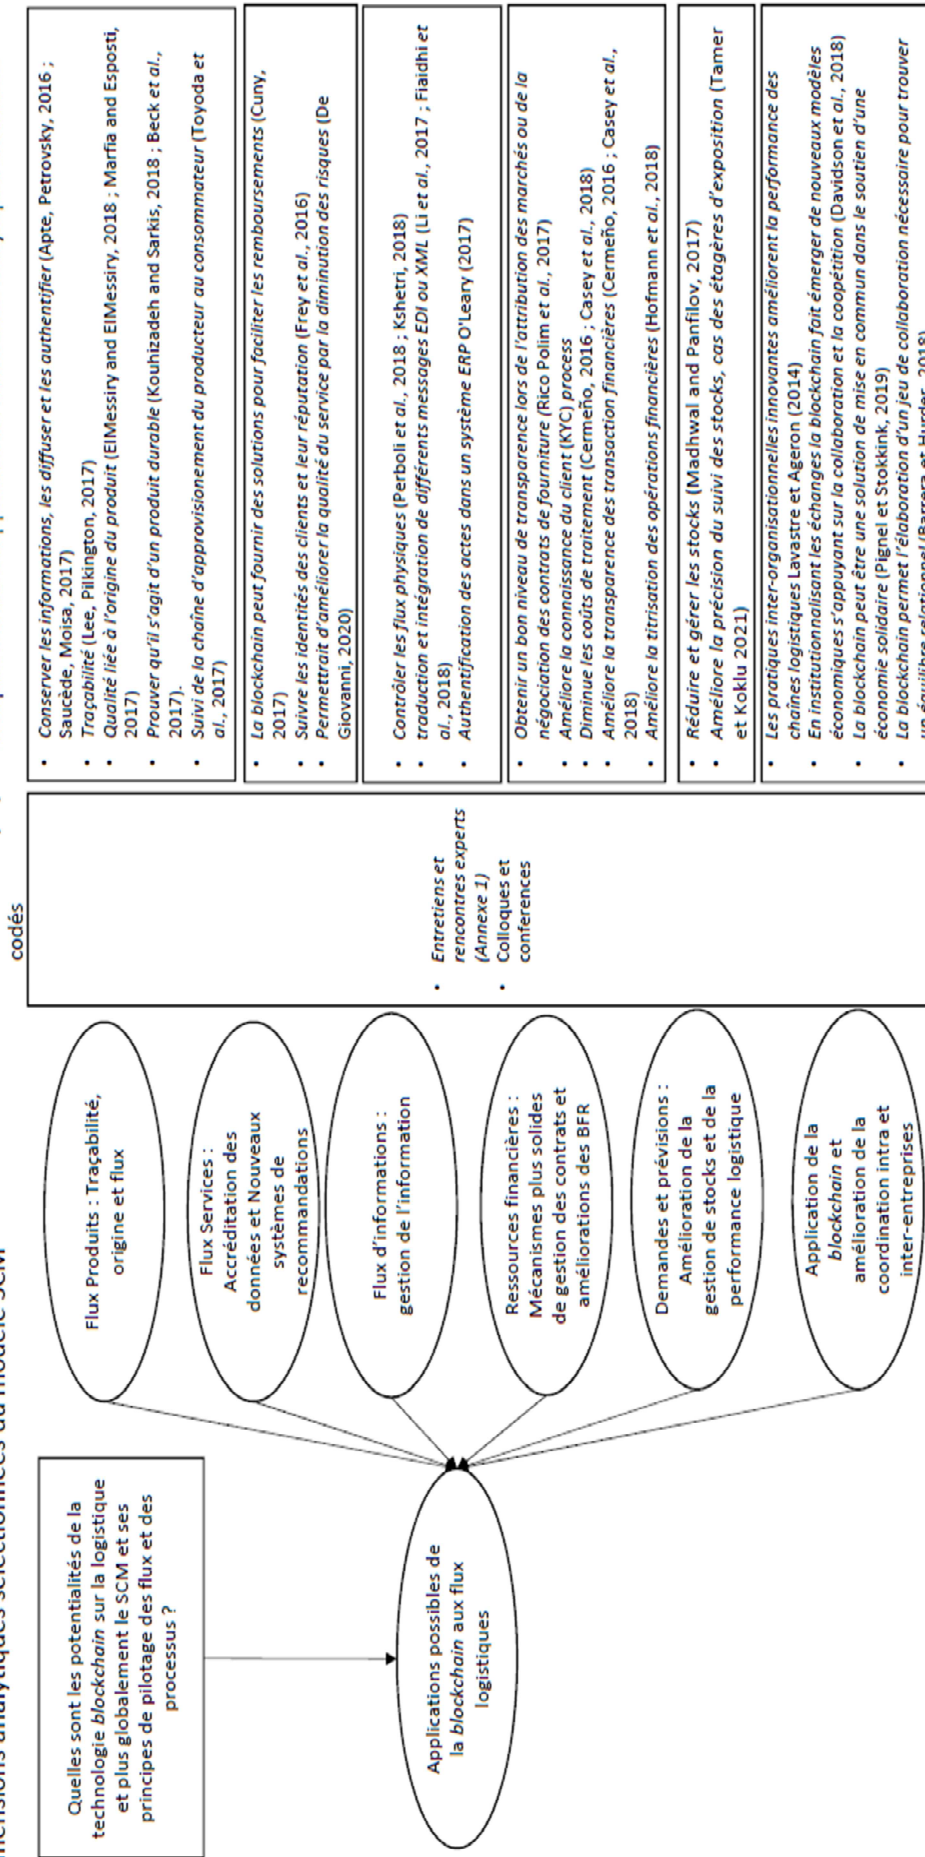 mensions analytiques sélectionnées du modèle SCM
codés
Quelles sont les potentialités de la
technologie blockchain sur la logistique
et plus globalement le SCM et ses
principes de pilotage des flux et des
processus ?
Applications possibles de
la blockchain aux flux
logistiques
Flux Produits : Traçabilité,
origine et flux
Flux Services :
Accréditation des
données et Nouveaux
systèmes de
recommandations
Flux d'informations :
gestion de l'information
Ressources financières :
Mécanismes plus solides
de gestion des contrats et
améliorations des BFR
Demandes et prévisions :
Amélioration de la
gestion de stocks et de la
performance logistique
Application de la
blockchain et
amélioration de la
coordination intra et
inter-entreprises
• Entretiens et
rencontres experts
(Annexe 1)
• Colloques et
conferences
• Conserver les informations, les diffuser et les authentifier (Apte, Petrovsky, 2016 ;
Saucède, Moisa, 2017)
• Traçabilité (Lee, Pilkington, 2017)
• Qualité liée à l'origine du produit (ElMessiry and ElMessiry, 2018 ; Marfia and Esposti,
2017)
• Prouver qu'il s'agit d'un produit durable (Kouhizadeh and Sarkis, 2018 ; Beck et al.,
2017).
• Suivi de la chaîne d'approvisionement du producteur au consommateur (Toyoda et
al., 2017)
• La blockchain peut fournir des solutions pour faciliter les remboursements (Cuny,
2017)
• Suivre les identités des clients et leur réputation (Frey et al., 2016)
• Permettrait d'améliorer la qualité du service par la diminution des risques (De
Giovanni, 2020)
• Contrôler les flux physiques (Perboli et al., 2018 ; Kshetri, 2018)
• traduction et intégration de différents messages EDI ou XML (Li et al., 2017 ; Fiaidhi et
al., 2018)
• Authentification des actes dans un système ERP O'Leary (2017)
• Obtenir un bon niveau de transparence lors de l'attribution des marchés ou de la
négociation des contrats de fourniture (Rico Polim et al., 2017)
• Améliore la connaissance du client (KYC) process
• Diminue les coûts de traitement (Cermeño, 2016 ; Casey et al., 2018)
• Améliore la transparence des transaction financières (Cermeño, 2016 ; Casey et al.,
2018)
• Améliore la titrisation des opérations financières (Hofmann et al., 2018)
• Réduire et gérer les stocks (Madhwal and Panfilov, 2017)
• Améliore la précision du suivi des stocks, cas des étagères d'exposition (Tamer
et Koklu 2021)
• Les pratiques inter-organisationnelles innovantes améliorent la performance des
chaînes logistiques Lavastre et Ageron (2014)
• En institutionnalisant les échanges la blockchain fait émerger de nouveaux modèles
économiques s'appuyant sur la collaboration et la coopétition (Davidson et al., 2018)
• La blockchain peut être une solution de mise en commun dans le soutien d'une
économie solidaire (Pignel et Stokkink, 2019)
• La blockchain permet l'élaboration d'un jeu de collaboration nécessaire pour trouver
un équilibre relationnel (Barrera et Hurder, 2018)